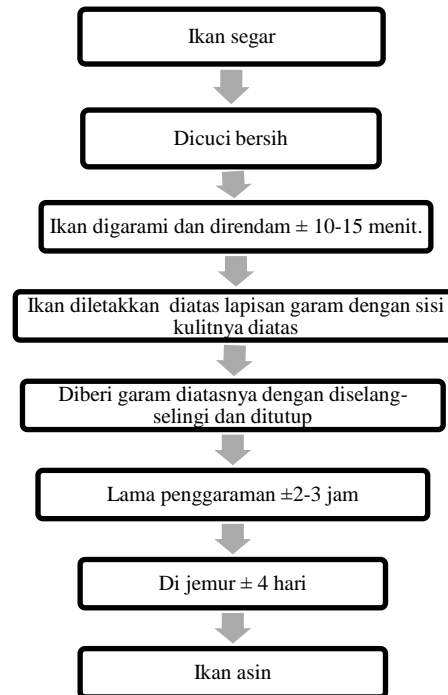 Ikan segar
Dicuci bersih
Ikan digarami dan direndam ± 10-15 menit.
Ikan diletakkan diatas lapisan garam dengan sisi
kulitnya diatas
Diberi garam diatasnya dengan diselang-
selingi dan ditutup
Lama penggaraman ±2-3 jam
Di jemur ± 4 hari
Ikan asin